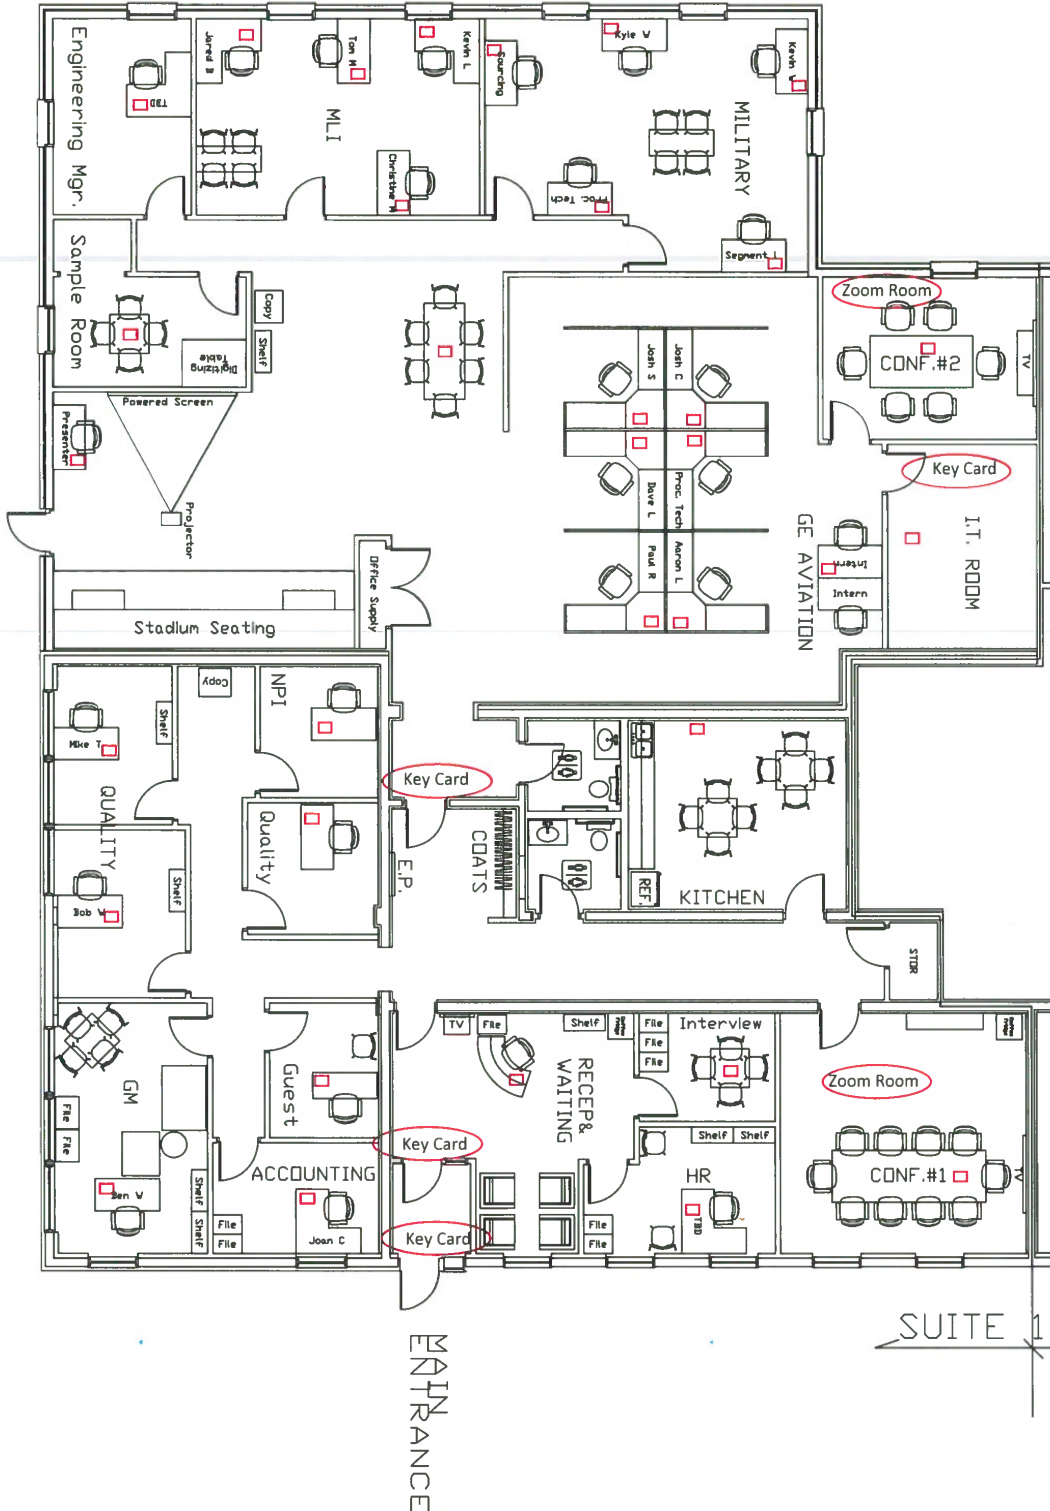 Engineering Mgr.
TBD
Jared B
Tom M
Kevin L
MLI
Christine M
Sourcing
Kyle W
Kevin W
MILITARY
Proc. Tech
Segment L
Sample Room
Copy
Shelf
Digitizing
Table
Powered Screen
Presenter
Projector
Stadium Seating
Office Supply
Josh S
Josh C
Dave L
Proc. Tech
Paul R
Aaron L
GE AVIATION
Intern
Intern
Zoom Room
CONF.#2
TV
Key Card
I.T. ROOM
NPI
Copy
Shelf
Mike T
QUALITY
Quality
Shelf
Bob W
Key Card
E.P.
COATS
REF.
KITCHEN
STOR
GM
File
File
Ben W
Shelf
Shelf
Guest
ACCOUNTING
File
File
Joan C
TV
File
Shelf
RECEP&
WAITING
File
File
File
Interview
Key Card
Key Card
Shelf
Shelf
HR
TBD
File
File
Zoom Room
CONF.#1
TV
MAIN
ENTRANCE
SUITE 1